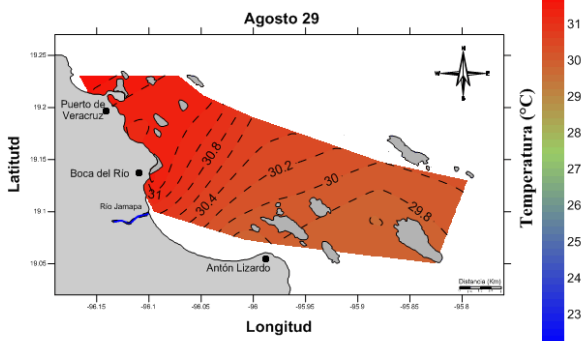 Agosto 29
19.25
19.2
19.15
19.1
19.05
Latitutd
Puerto de
Veracruz
Boca del Río
Río Jamapa
Antón Lizardo
31
30.8
30.4
30.2
30
29.8
N
Distancia (Km)
-96.15
-96.1
-96.05
-96
-95.95
-95.9
-95.85
-95.8
Longitud
31
30
29
28
27
26
25
24
23
Temperatura (°C)